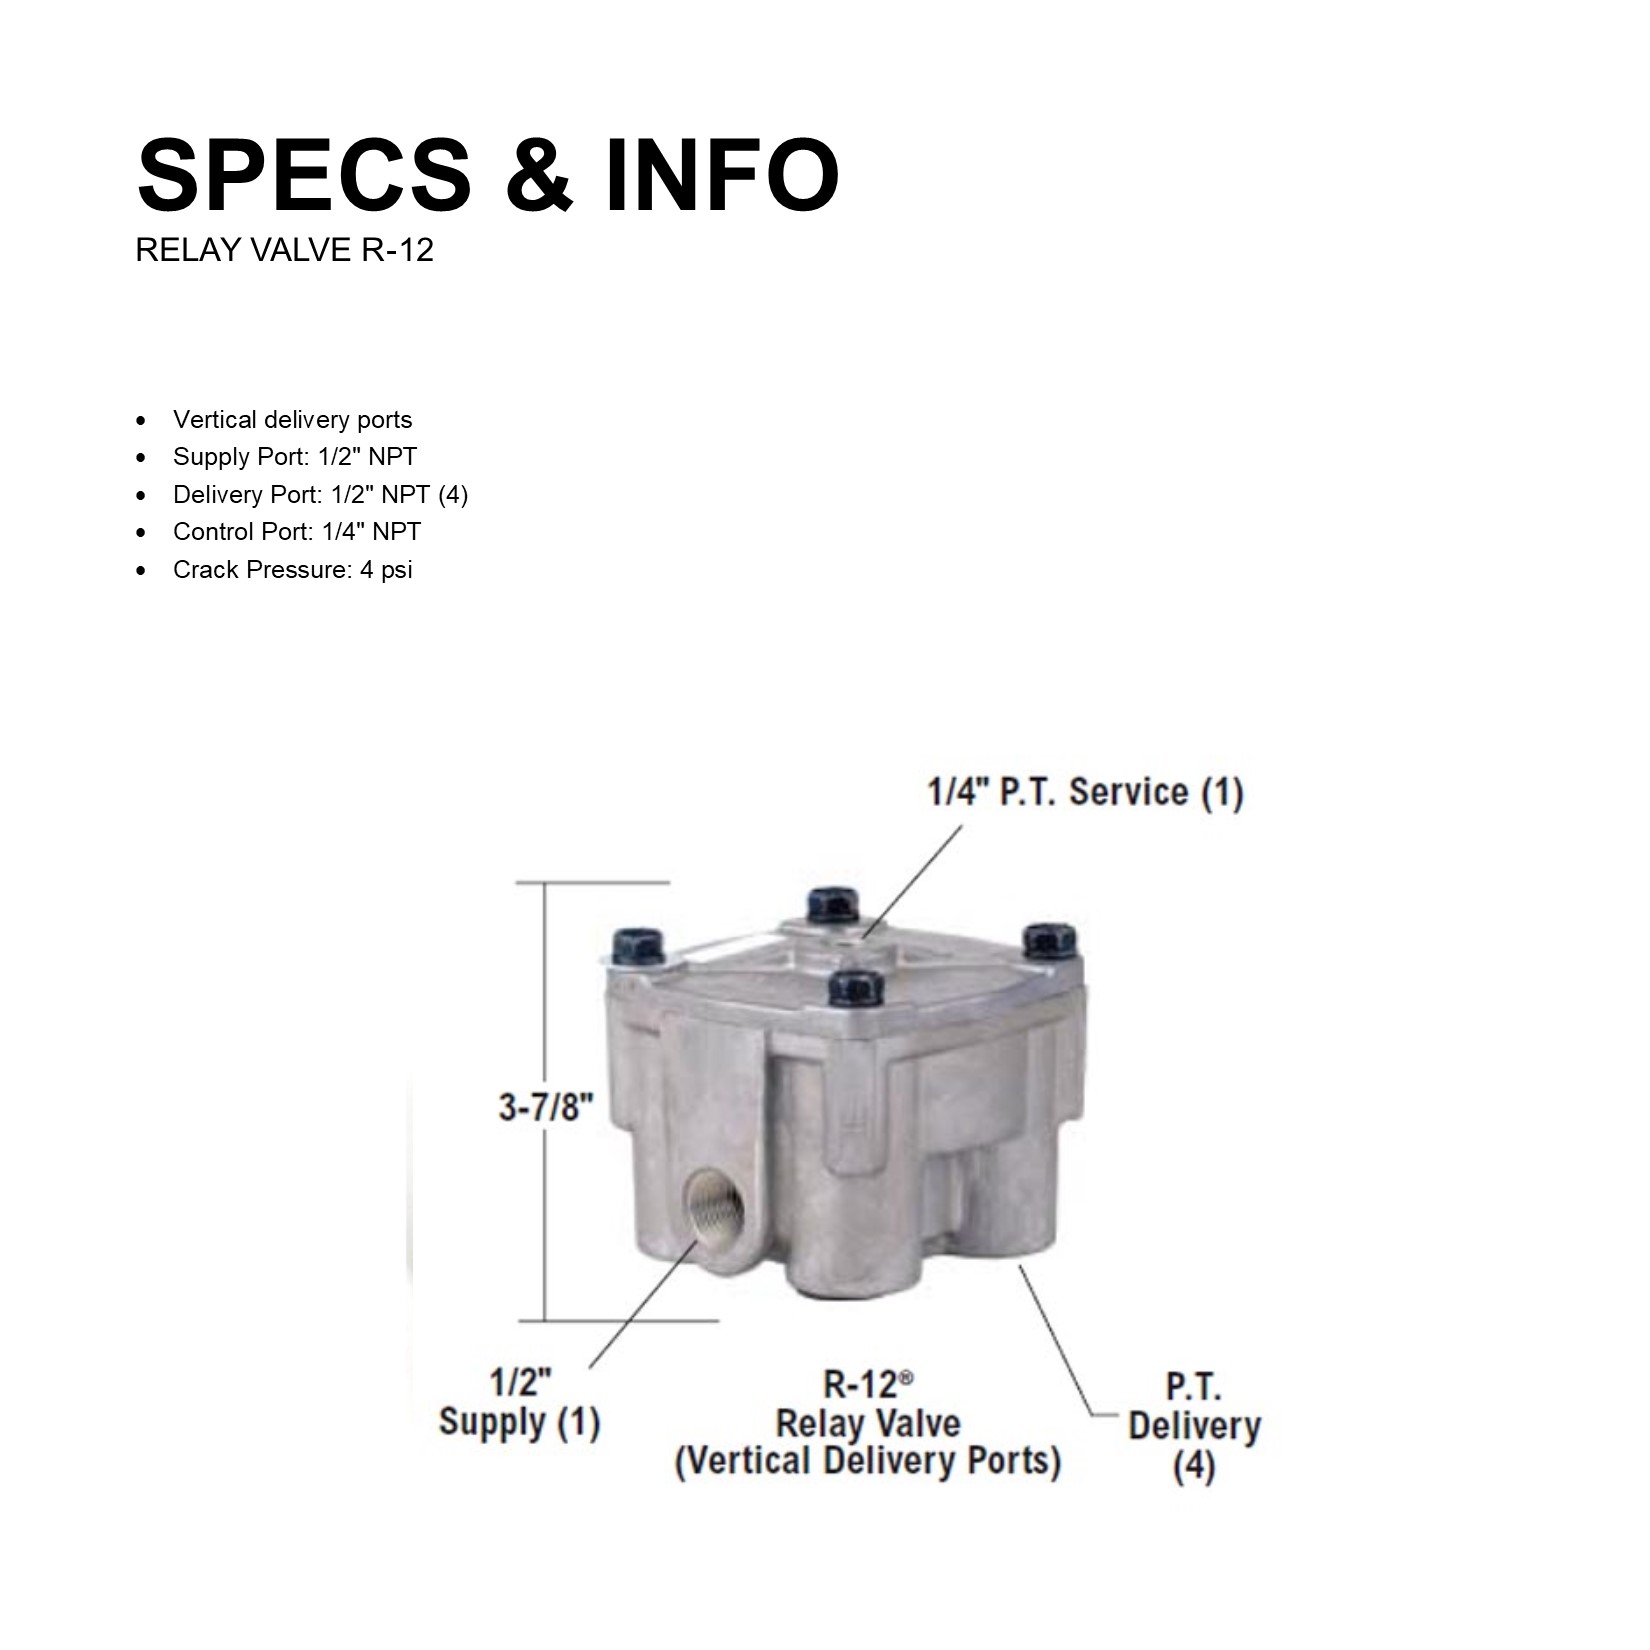 SPECS & INFO
RELAY VALVE R-12
• Vertical delivery ports
• Supply Port: 1/2" NPT
• Delivery Port: 1/2" NPT (4)
• Control Port: 1/4" NPT
• Crack Pressure: 4 psi
1/4" P.T. Service (1)
3-7/8"
1/2"
Supply (1)
R-12®
Relay Valve
(Vertical Delivery Ports)
P.T.
Delivery
(4)